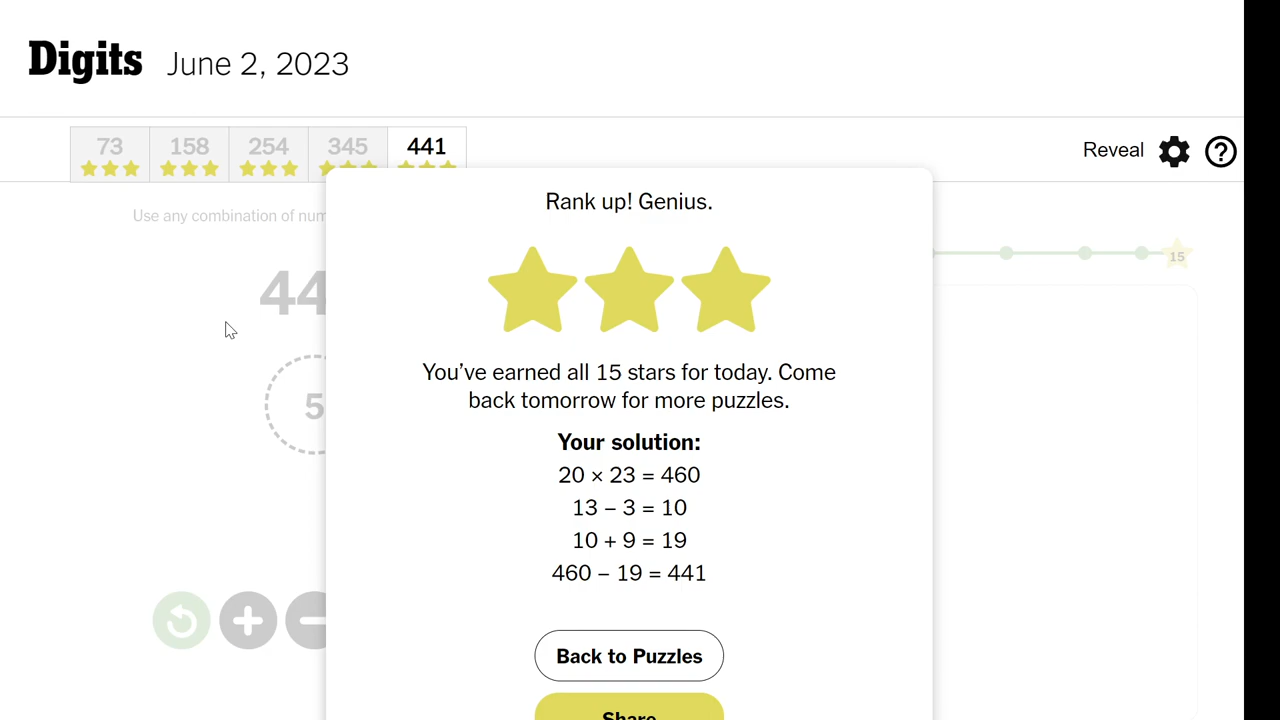 Digits June 2, 2023
73 158 254 345 441
Reveal
Rank up! Genius.
Use any combination of num
15
44
You've earned all 15 stars for today. Come
back tomorrow for more puzzles.
5
Your solution:
20 × 23 = 460
13 – 3 = 10
10 + 9 = 19
460 – 19 = 441
Back to Puzzles
Share